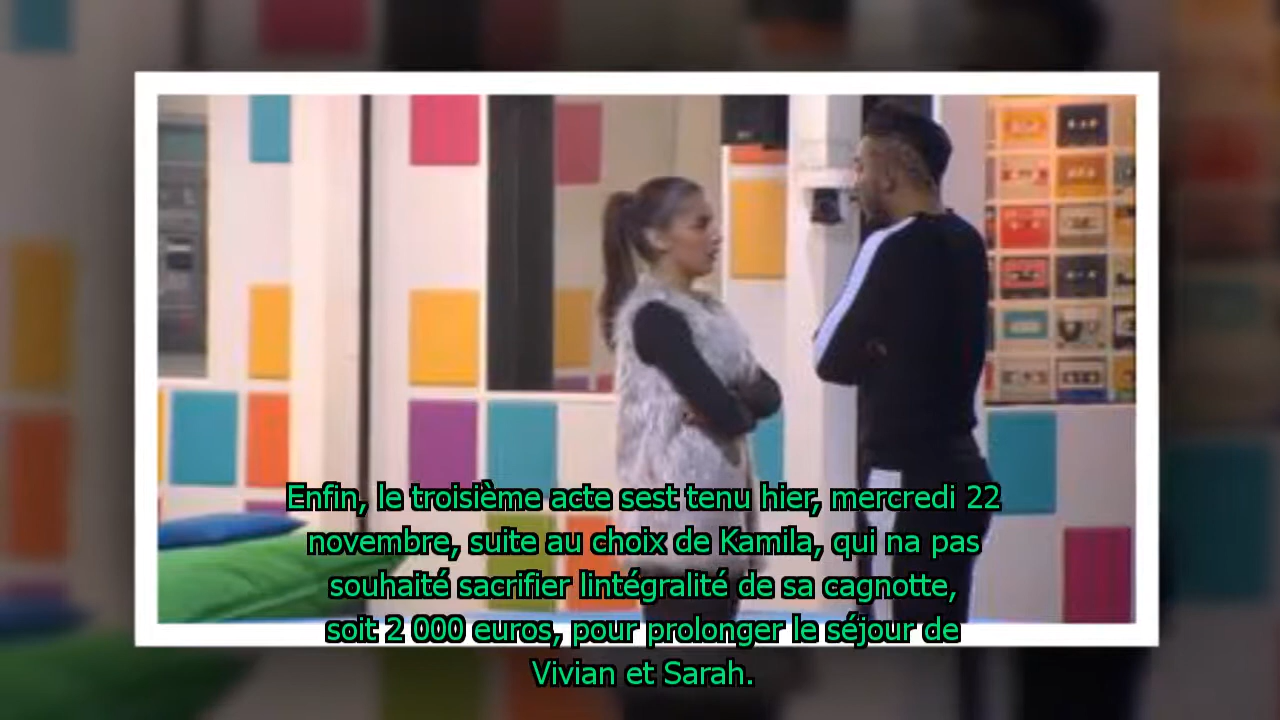 Enfin, le troisième acte sest tenu hier, mercredi 22
novembre, suite au choix de Kamila, qui na pas
souhaité sacrifier lintégralité de sa cagnotte,
soit 2 000 euros, pour prolonger le séjour de
Vivian et Sarah.